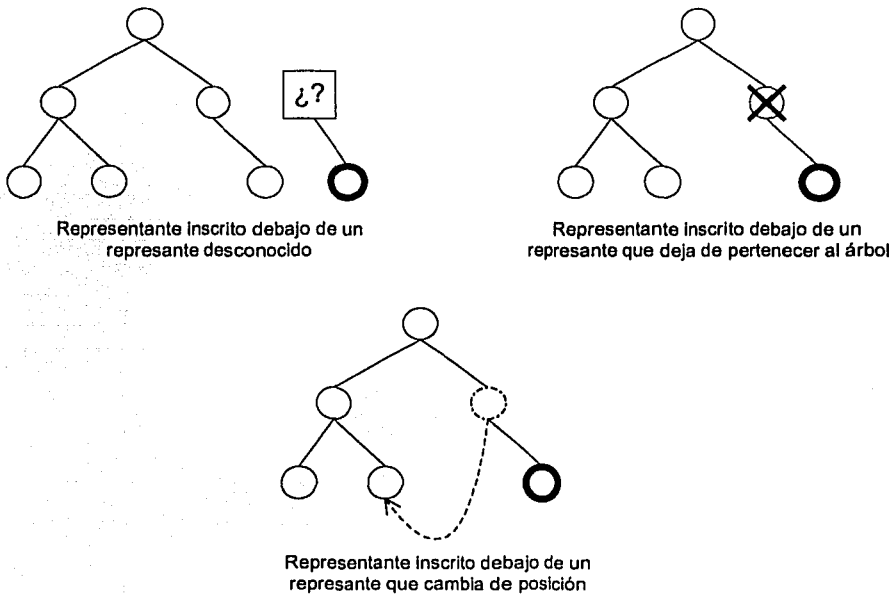 ¿?
Representante inscrito debajo de un
represante desconocido
Representante inscrito debajo de un
represante que deja de pertenecer al árbol
Representante inscrito debajo de un
represante que cambia de posición